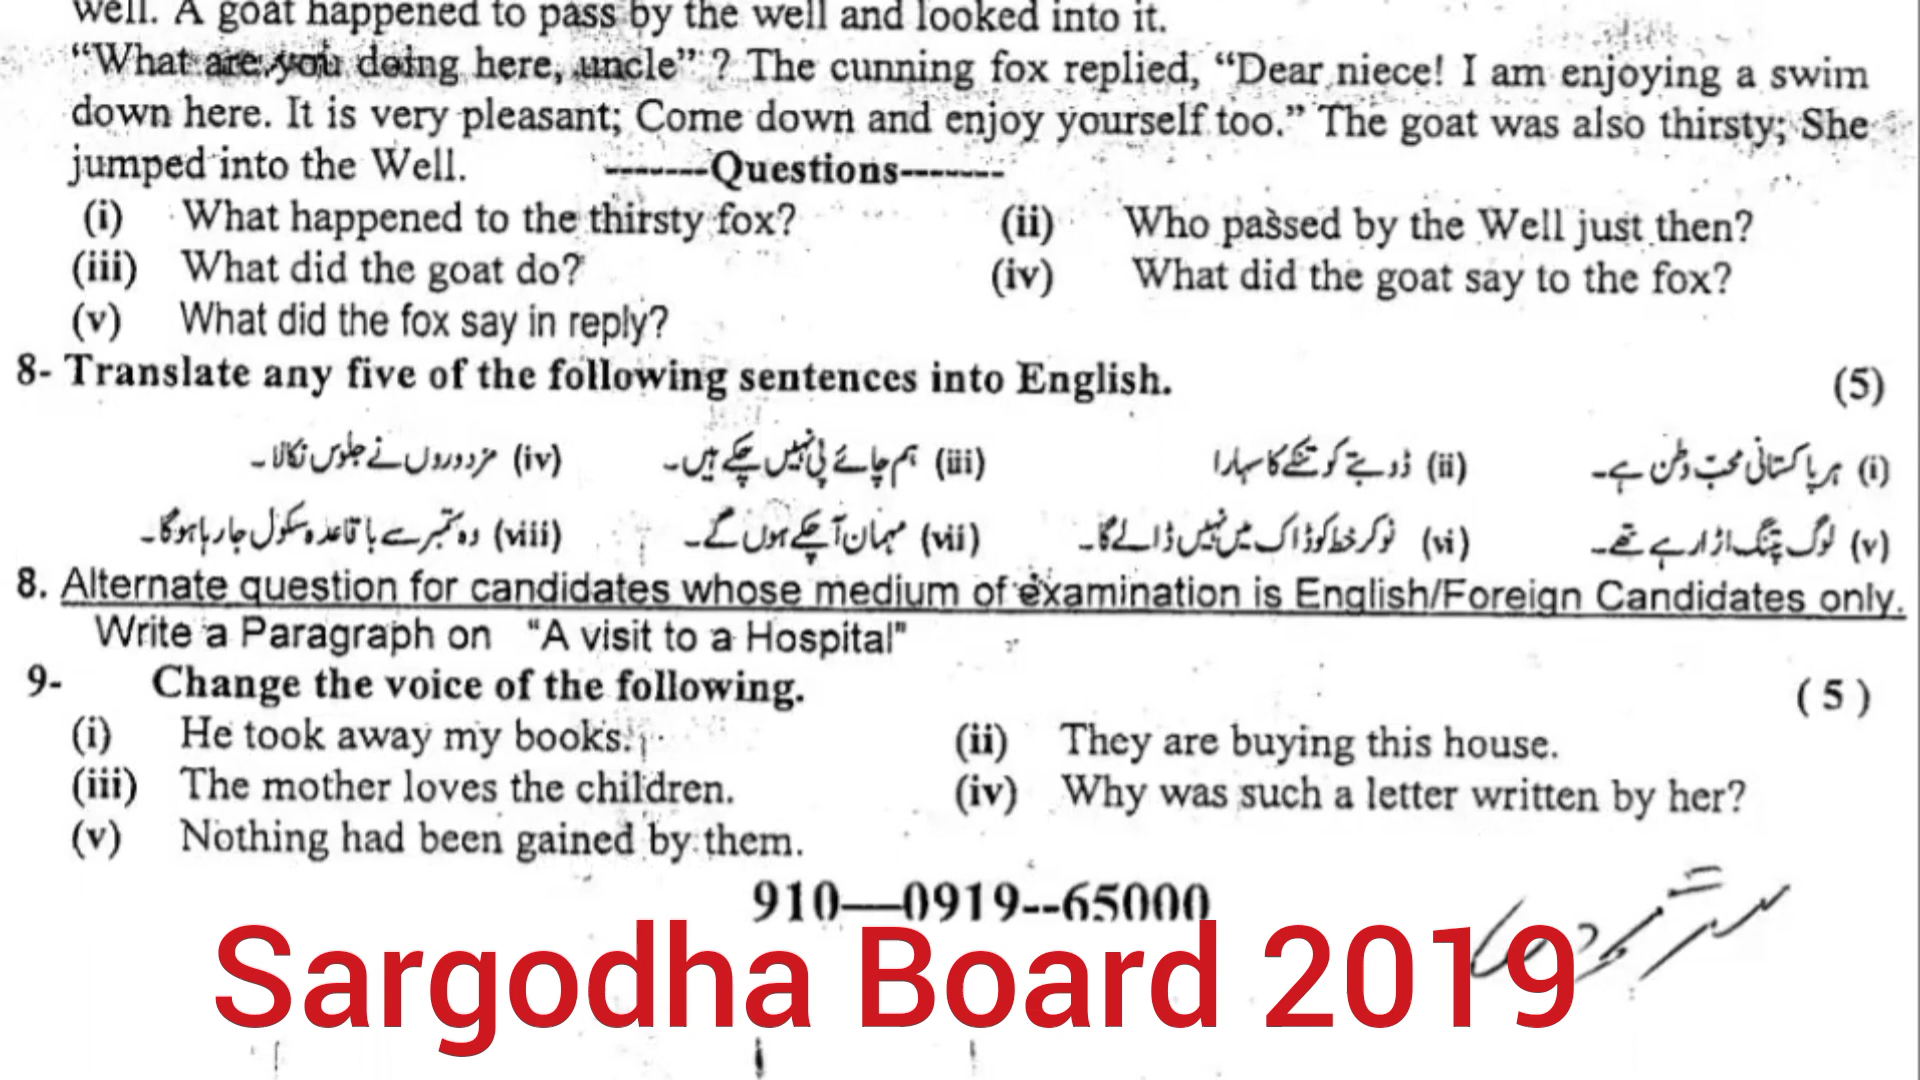 well. A goat happened to pass by the well and looked into it.
“What are you doing here, uncle” ? The cunning fox replied, “Dear niece! I am enjoying a swim
down here. It is very pleasant; Come down and enjoy yourself too.” The goat was also thirsty; She
jumped into the Well. -------Questions-------
(i) What happened to the thirsty fox? (ii) Who passed by the Well just then?
(iii) What did the goat do? (iv) What did the goat say to the fox?
(v) What did the fox say in reply?
8- Translate any five of the following sentences into English. (5)
(i) ہر پاکستانی محبّ وطن ہے۔ (ii) ڈوبتے کو تنکے کا سہارا (iii) ہم چائے پی نہیں چکے ہیں۔ (iv) مزدوروں نے جلوس نکالا۔
(v) لوگ پتنگ اڑا رہے تھے۔ (vi) نوکر خط کو ڈاک میں نہیں ڈالے گا۔ (vii) مہمان آ چکے ہوں گے۔ (viii) وہ ستمبر سے باقاعدہ سکول جا رہا ہو گا۔
8. Alternate question for candidates whose medium of examination is English/Foreign Candidates only.
Write a Paragraph on “A visit to a Hospital”
9- Change the voice of the following. (5)
(i) He took away my books. (ii) They are buying this house.
(iii) The mother loves the children. (iv) Why was such a letter written by her?
(v) Nothing had been gained by them.
910—0919--65000
Sargodha Board 2019